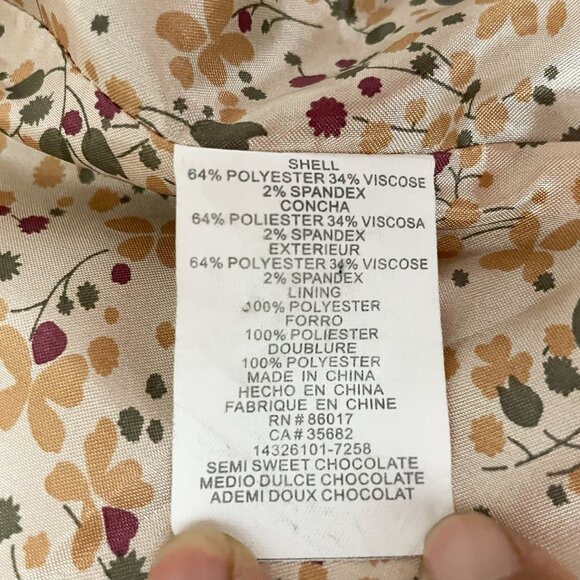 SHELL
64% POLYESTER 34% VISCOSE
2% SPANDEX
CONCHA
64% POLIESTER 34% VISCOSA
2% SPANDEX
EXTERIEUR
64% POLYESTER 34% VISCOSE
2% SPANDEX
LINING
100% POLYESTER
FORRO
100% POLIESTER
DOUBLURE
100% POLYESTER
MADE IN CHINA
HECHO EN CHINA
FABRIQUE EN CHINE
RN # 86017
CA # 35682
14326101-7258
SEMI SWEET CHOCOLATE
MEDIO DULCE CHOCOLATE
ADEMI DOUX CHOCOLAT